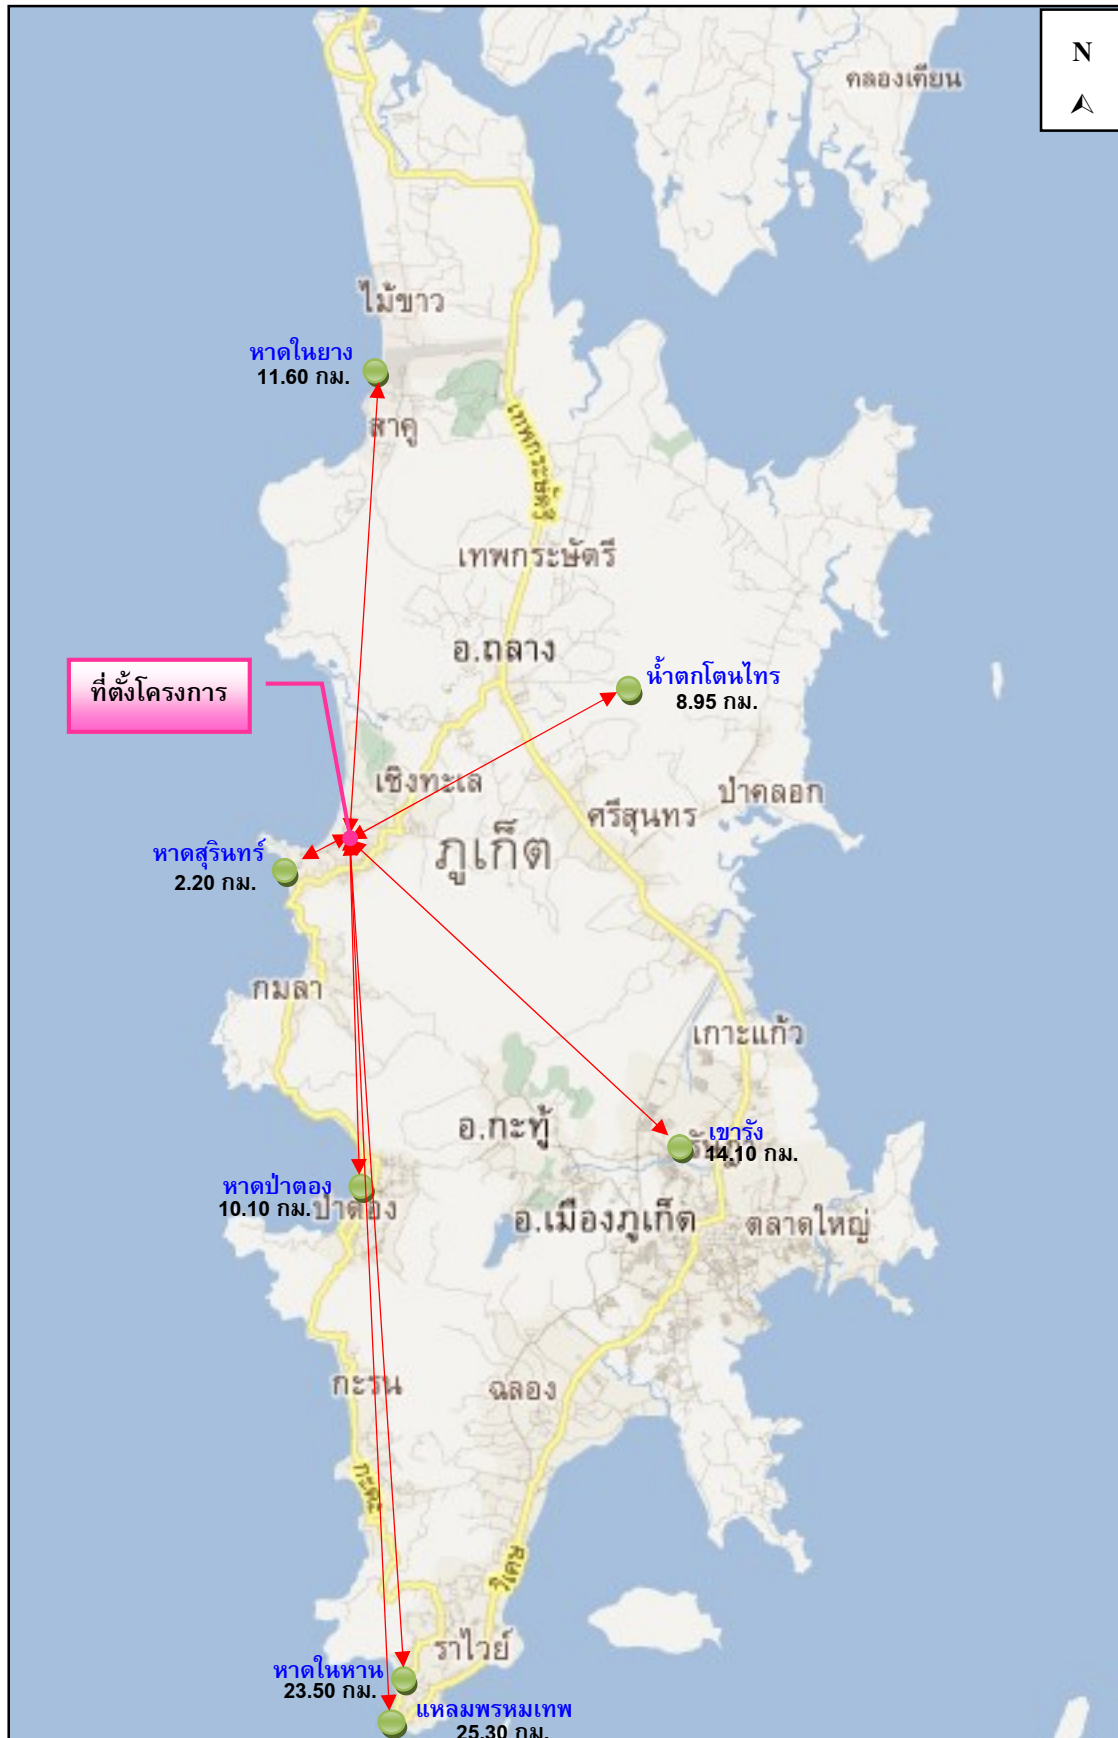 N
คลองเคียน
ไม้ขาว
หาดในยาง
11.60 กม.
สาคู
เทพกระษัตรี
เทพกระษัตรี
อ.ถลาง
น้ำตกโตนไทร
8.95 กม.
ที่ตั้งโครงการ
เชิงทะเล
ป่าคลอก
ศรีสุนทร
ภูเก็ต
หาดสุรินทร์
2.20 กม.
กมลา
เกาะแก้ว
อ.กะทู้
เขารัง
14.10 กม.
หาดป่าตอง
10.10 กม.
ป่าตอง
อ.เมืองภูเก็ต
ตลาดใหญ่
กะรน
ฉลอง
กะตะ
วิเศษ
ราไวย์
หาดในหาน
23.50 กม.
แหลมพรหมเทพ
25.30 กม.